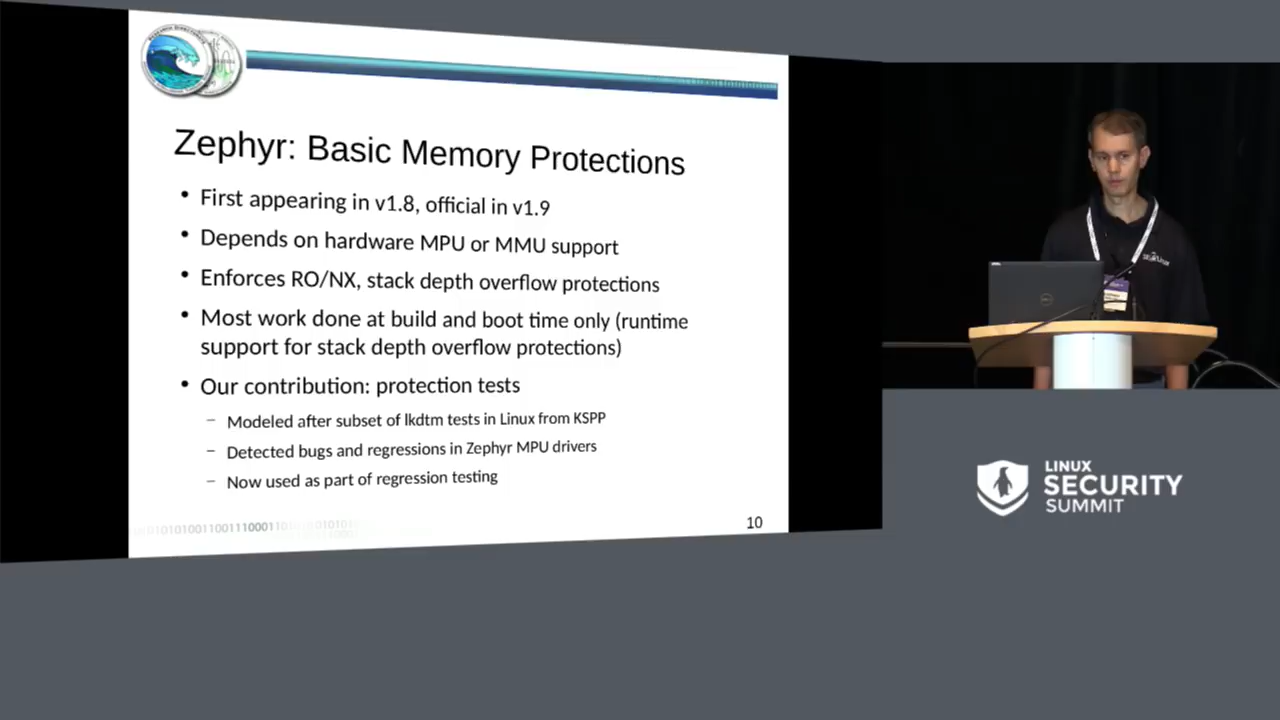 Zephyr: Basic Memory Protections
• First appearing in v1.8, official in v1.9
• Depends on hardware MPU or MMU support
• Enforces RO/NX, stack depth overflow protections
• Most work done at build and boot time only (runtime
support for stack depth overflow protections)
• Our contribution: protection tests
– Modeled after subset of lkdtm tests in Linux from KSPP
– Detected bugs and regressions in Zephyr MPU drivers
– Now used as part of regression testing
10
LINUX
SECURITY
SUMMIT